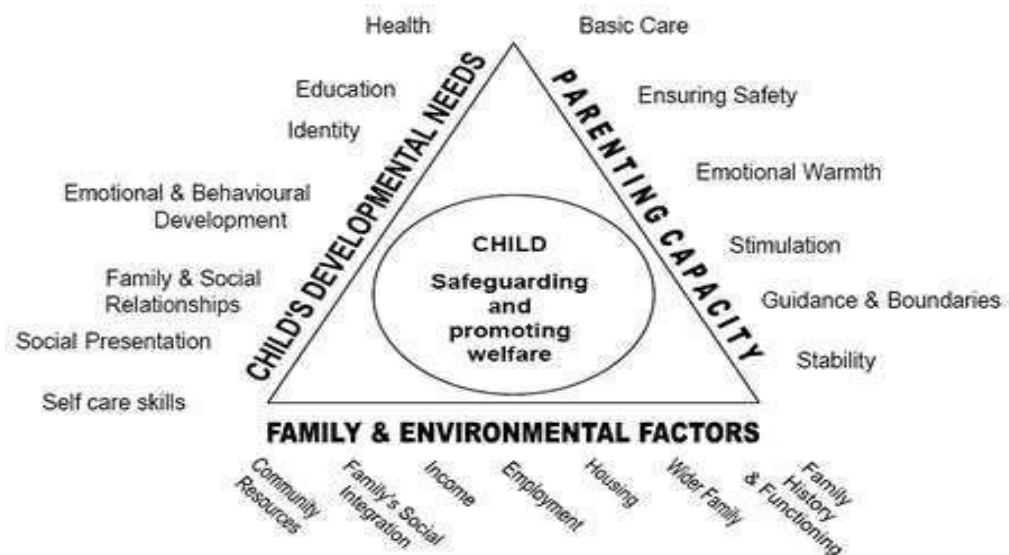 Health
Basic Care
Education
Ensuring Safety
Identity
Emotional Warmth
Emotional & Behavioural
Development
Stimulation
Family & Social
Relationships
Guidance & Boundaries
Social Presentation
Stability
Self care skills
CHILD'S DEVELOPMENTAL NEEDS
PARENTING CAPACITY
CHILD
Safeguarding
and
promoting
welfare
FAMILY & ENVIRONMENTAL FACTORS
Community
Resources
Family's Social
Integration
Income
Employment
Housing
Wider Family
Family
History
& Functioning